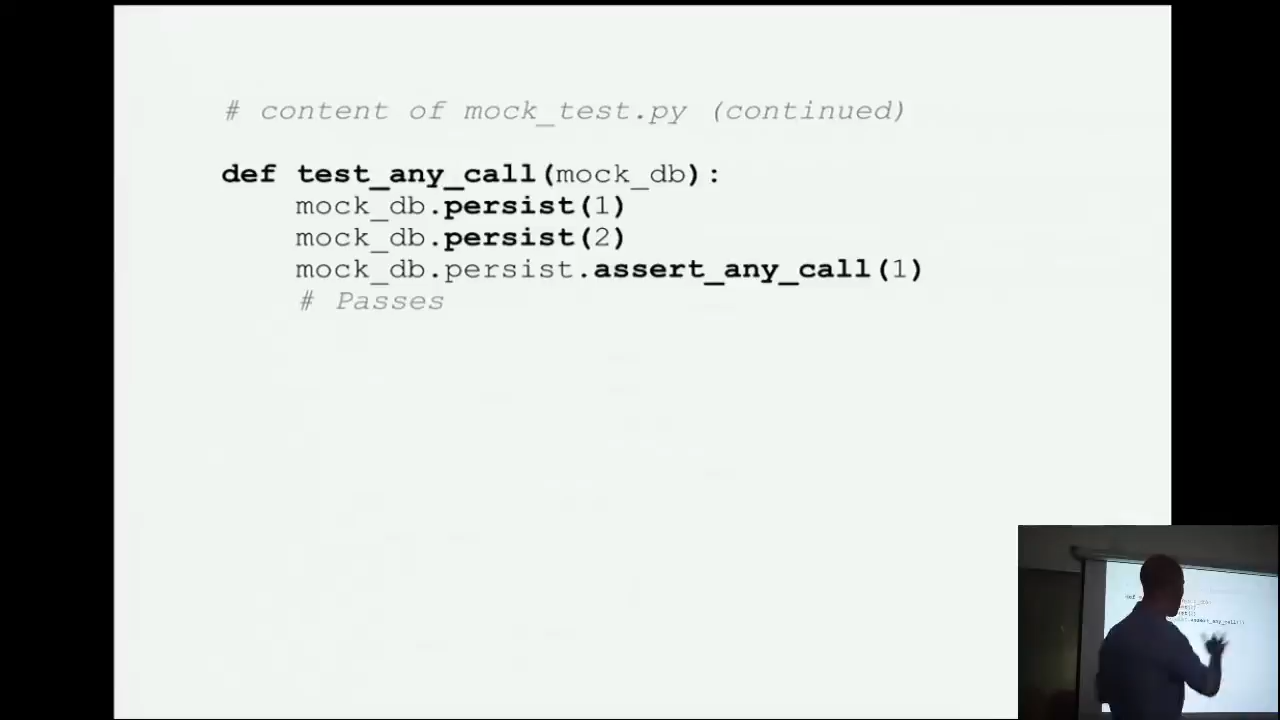 # content of mock_test.py (continued)
def test_any_call(mock_db):
mock_db.persist(1)
mock_db.persist(2)
mock_db.persist.assert_any_call(1)
# Passes